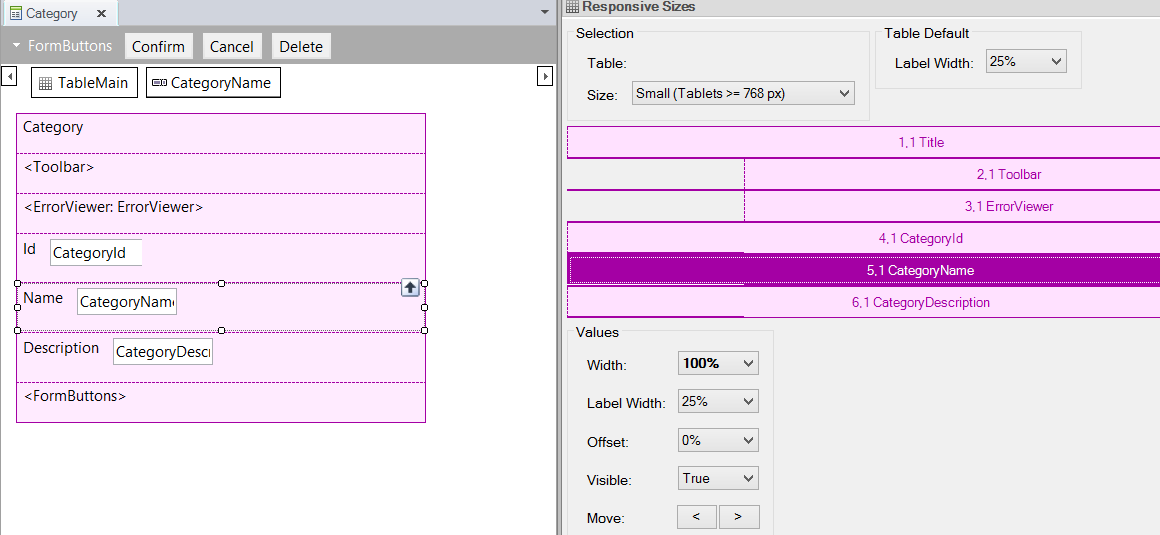 Category
FormButtons Confirm Cancel Delete
TableMain CategoryName
Category
<Toolbar>
<ErrorViewer: ErrorViewer>
Id CategoryId
Name CategoryName
Description CategoryDescr
<FormButtons>
Responsive Sizes
Selection
Table:
Size: Small (Tablets >= 768 px)
Table Default
Label Width: 25%
1,1 Title
2,1 Toolbar
3,1 ErrorViewer
4,1 CategoryId
5,1 CategoryName
6,1 CategoryDescription
Values
Width: 100%
Label Width: 25%
Offset: 0%
Visible: True
Move: < >